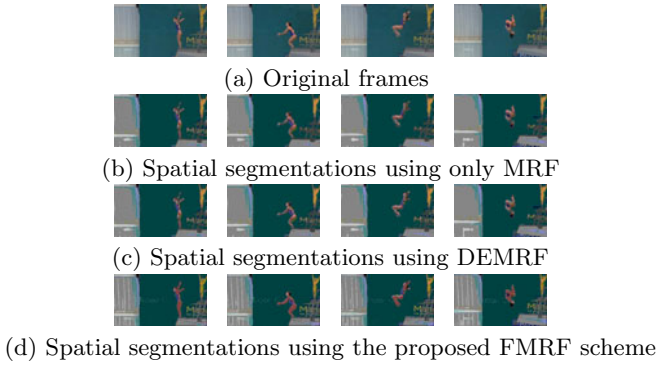 (a) Original frames
(b) Spatial segmentations using only MRF
(c) Spatial segmentations using DEMRF
(d) Spatial segmentations using the proposed FMRF scheme